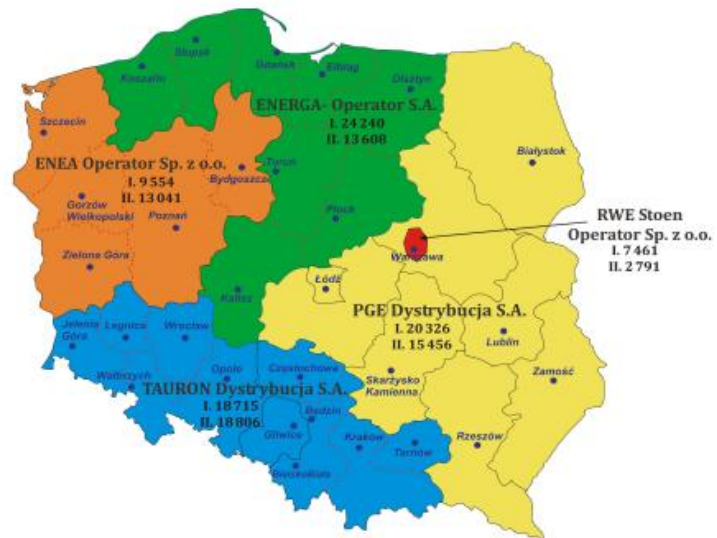 Słupsk
Koszalin
Gdańsk
Elbląg
Olsztyn
ENERGA- Operator S.A.
I. 24 240
II. 13 608
Szczecin
ENEA Operator Sp. z o.o.
I. 9 554
II. 13 041
Bydgoszcz
Toruń
Białystok
Gorzów
Wielkopolski
Poznań
Płock
RWE Stoen
Operator Sp. z o.o.
I. 7 461
II. 2 791
Warszawa
Zielona Góra
Łódź
Kalisz
PGE Dystrybucja S.A.
I. 20 326
II. 15 456
Jelenia
Góra
Legnica
Wrocław
Lublin
Wałbrzych
Opole
Częstochowa
Skarżysko
Kamienna
Zamość
TAURON Dystrybucja S.A.
I. 18 715
II. 18 806
Będzin
Gliwice
Kraków
Tarnów
Rzeszów
Bielsko-Biała